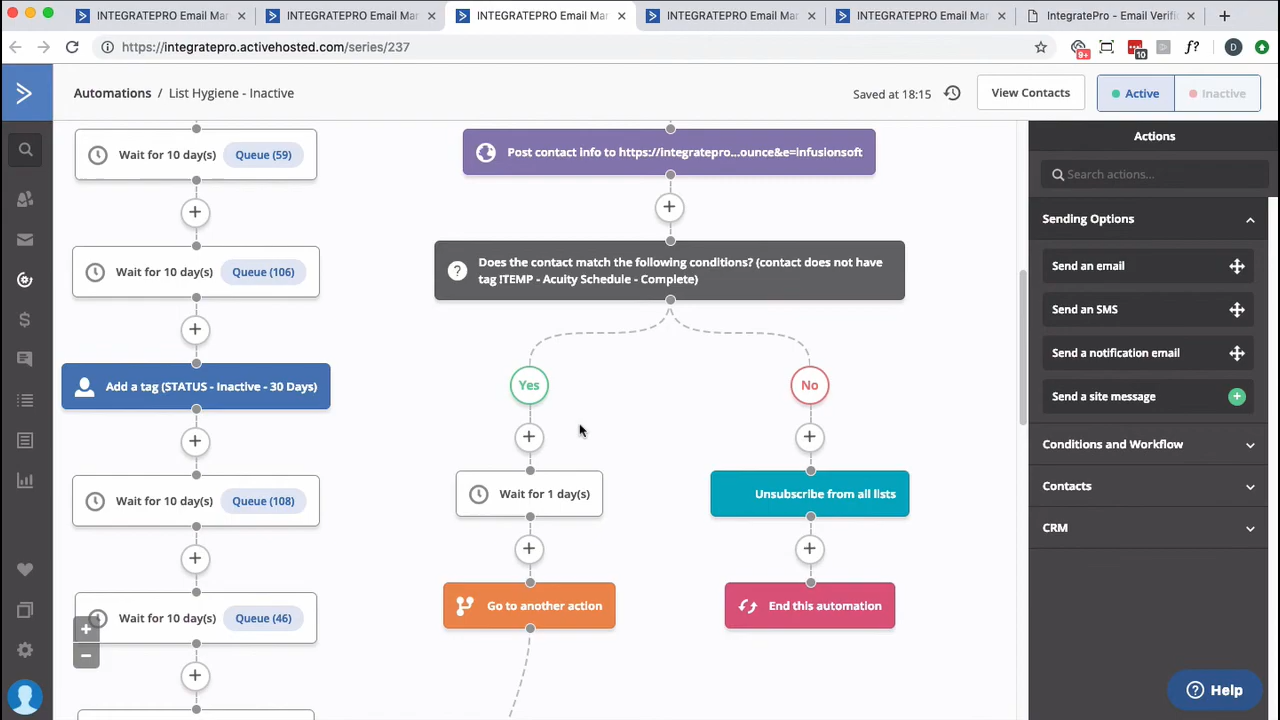 INTEGRATEPRO Email Mar
INTEGRATEPRO Email Mar
INTEGRATEPRO Email Mar
INTEGRATEPRO Email Mar
INTEGRATEPRO Email Mar
IntegratePro - Email Verific
https://integratepro.activehosted.com/series/237
9+
10
f?
D
Automations / List Hygiene - Inactive
Saved at 18:15
View Contacts
Active
Inactive
Wait for 10 day(s) Queue (59)
Wait for 10 day(s) Queue (106)
Add a tag (STATUS - Inactive - 30 Days)
Wait for 10 day(s) Queue (108)
Wait for 10 day(s) Queue (46)
Post contact info to https://integratepro...ounce&e=infusionsoft
Does the contact match the following conditions? (contact does not have
tag !TEMP - Acuity Schedule - Complete)
Yes
No
Wait for 1 day(s)
Unsubscribe from all lists
Go to another action
End this automation
Actions
Search actions...
Sending Options
Send an email
Send an SMS
Send a notification email
Send a site message
Conditions and Workflow
Contacts
CRM
Help